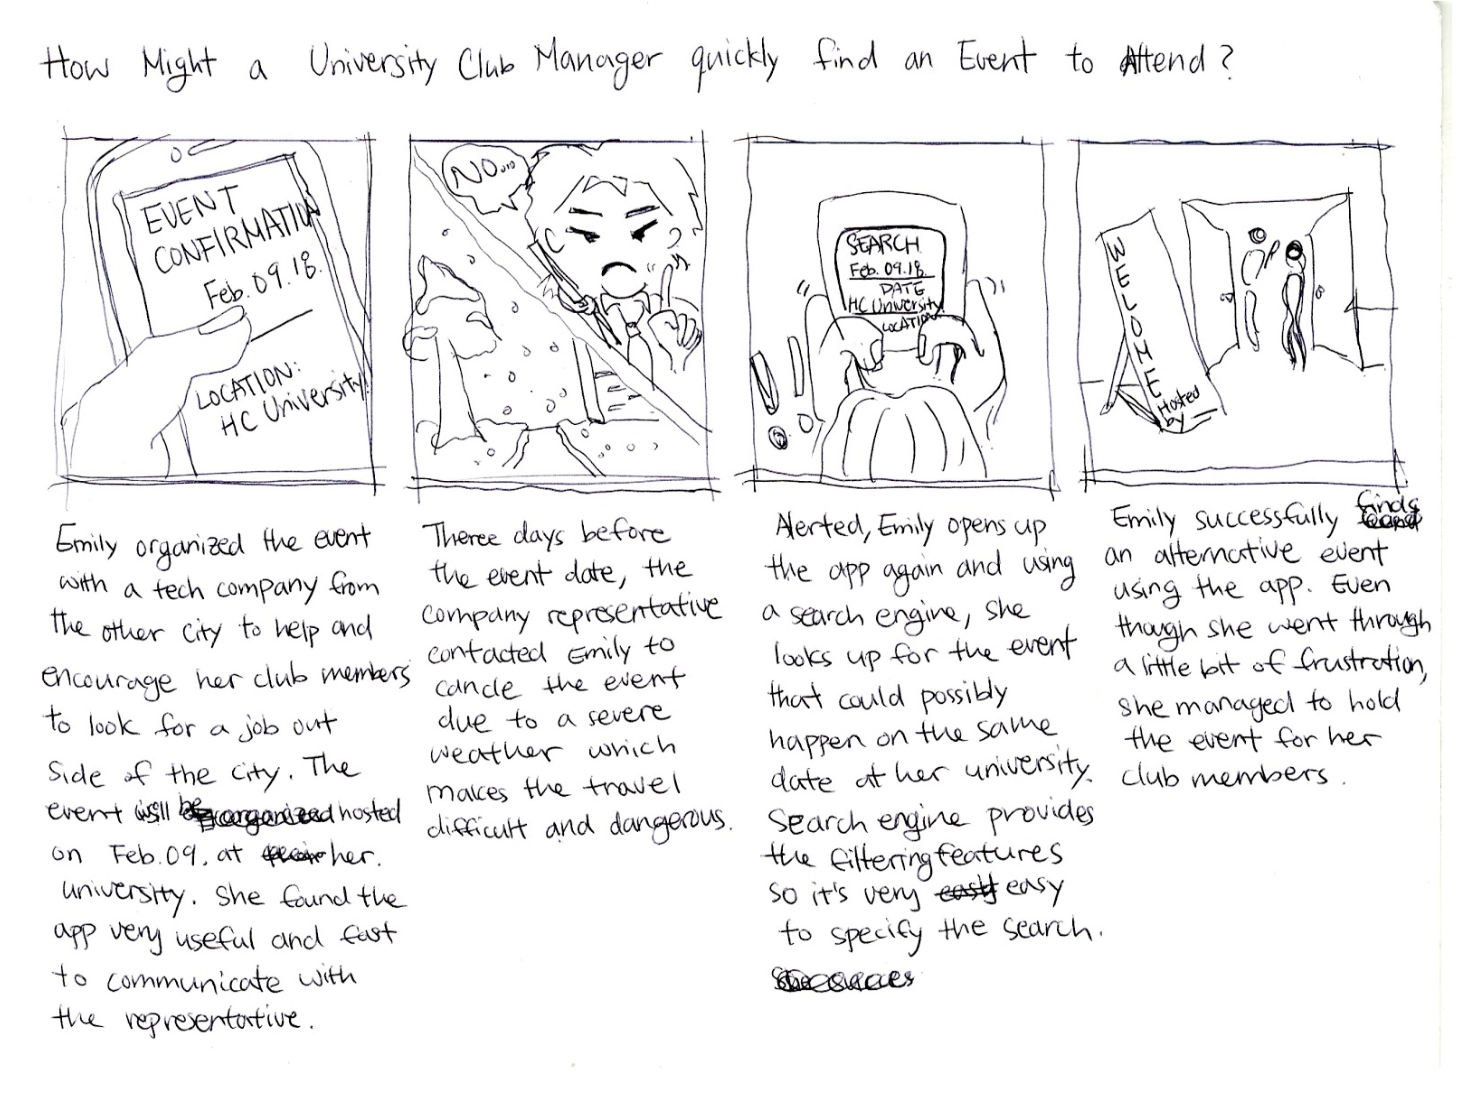 How Might a University Club Manager quickly find an Event to Attend?
EVENT
CONFIRMATION
Feb. 09.18.
LOCATION:
HC University
NO...
SEARCH
Feb. 09.18.
DATE
HC University
LOCATION
WELOME
Hosted
by
Emily organized the event
with a tech company from
the other city to help and
encourage her club members
to look for a job out
side of the city. The
event will be hosted
on Feb.09. at her.
university. She found the
app very useful and fast
to communicate with
the representative.
Theree days before
the event date, the
company representative
contacted Emily to
cancle the event
due to a severe
weather which
makes the travel
difficult and dangerous.
Alerted, Emily opens up
the app again and using
a search engine, she
looks up for the event
that could possibly
happen on the same
date at her university.
Search engine provides
the filtering features
so it's very easy
to specify the search.
Emily successfully finds
an alternative event
using the app. Even
though she went through
a little bit of frustration,
she managed to hold
the event for her
club members.